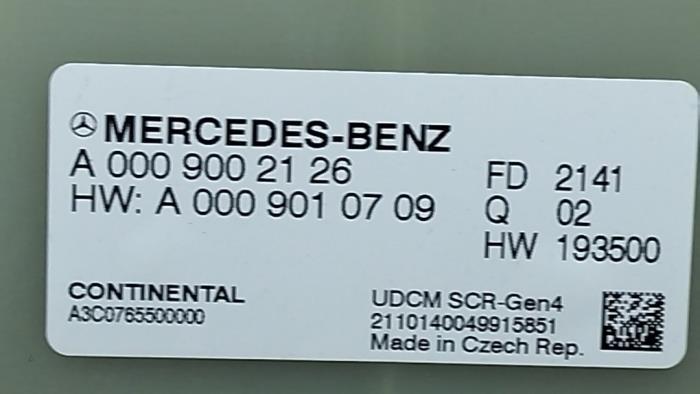 MERCEDES-BENZ
A 000 900 21 26
HW: A 000 901 07 09
FD 2141
Q 02
HW 193500
CONTINENTAL
A3C0765500000
UDCM SCR-Gen4
2110140049915851
Made in Czech Rep.